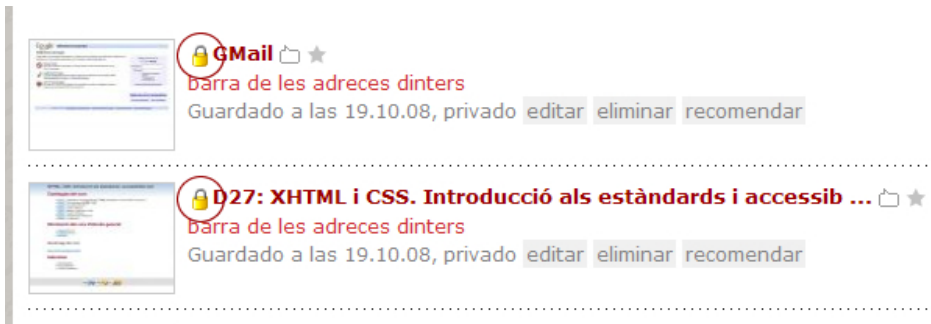 GMail
barra de les adreces dinters
Guardado a las 19.10.08, privado editar eliminar recomendar
D27: XHTML i CSS. Introducció als estàndards i accessib ...
barra de les adreces dinters
Guardado a las 19.10.08, privado editar eliminar recomendar